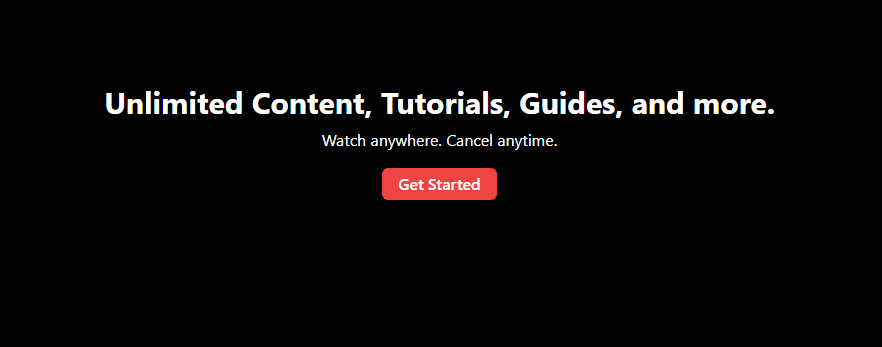 Unlimited Content, Tutorials, Guides, and more.
Watch anywhere. Cancel anytime.
Get Started